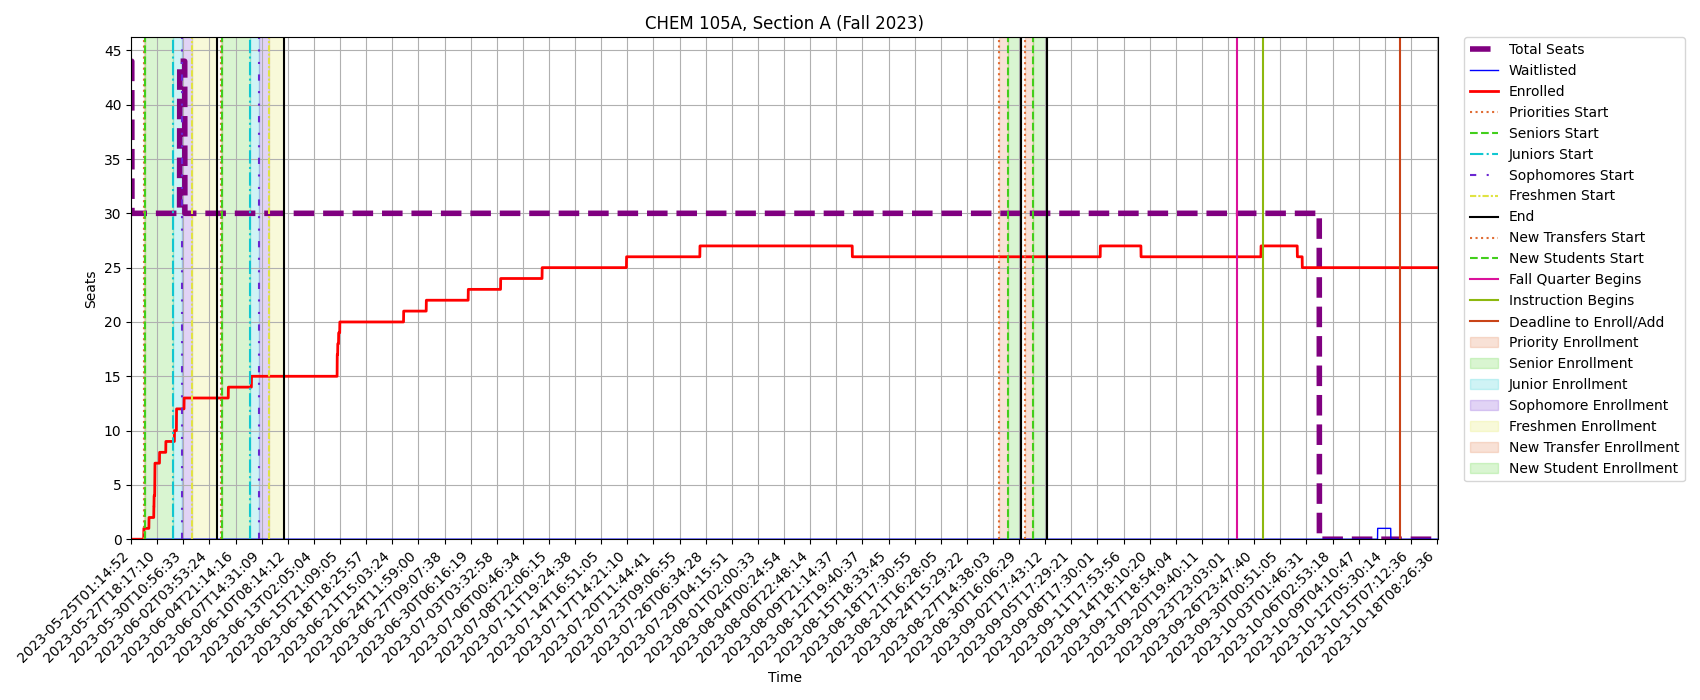 CHEM 105A, Section A (Fall 2023)
Seats
45
40
35
30
25
20
15
10
5
0
2023-05-25T01:14:52
2023-05-27T18:17:10
2023-05-30T10:56:33
2023-06-02T03:53:24
2023-06-04T21:14:16
2023-06-07T14:31:09
2023-06-10T08:14:12
2023-06-13T02:05:04
2023-06-15T21:09:05
2023-06-18T18:25:57
2023-06-21T15:03:24
2023-06-24T11:59:00
2023-06-27T09:07:38
2023-06-30T06:16:19
2023-07-03T03:32:58
2023-07-06T00:46:34
2023-07-08T22:06:15
2023-07-11T19:24:38
2023-07-14T16:51:05
2023-07-17T14:21:10
2023-07-20T11:44:41
2023-07-23T09:06:55
2023-07-26T06:34:28
2023-07-29T04:15:51
2023-08-01T02:00:33
2023-08-04T00:24:54
2023-08-06T22:48:14
2023-08-09T21:14:37
2023-08-12T19:40:37
2023-08-15T18:33:45
2023-08-18T17:30:55
2023-08-21T16:28:05
2023-08-24T15:29:22
2023-08-27T14:38:03
2023-08-30T16:06:29
2023-09-02T17:43:12
2023-09-05T17:29:21
2023-09-08T17:30:01
2023-09-11T17:53:56
2023-09-14T18:10:20
2023-09-17T18:54:04
2023-09-20T19:40:11
2023-09-23T23:03:01
2023-09-26T23:47:40
2023-09-30T00:51:05
2023-10-03T01:46:31
2023-10-06T02:53:18
2023-10-09T04:10:47
2023-10-12T05:30:14
2023-10-15T07:12:36
2023-10-18T08:26:36
Time
Total Seats
Waitlisted
Enrolled
Priorities Start
Seniors Start
Juniors Start
Sophomores Start
Freshmen Start
End
New Transfers Start
New Students Start
Fall Quarter Begins
Instruction Begins
Deadline to Enroll/Add
Priority Enrollment
Senior Enrollment
Junior Enrollment
Sophomore Enrollment
Freshmen Enrollment
New Transfer Enrollment
New Student Enrollment